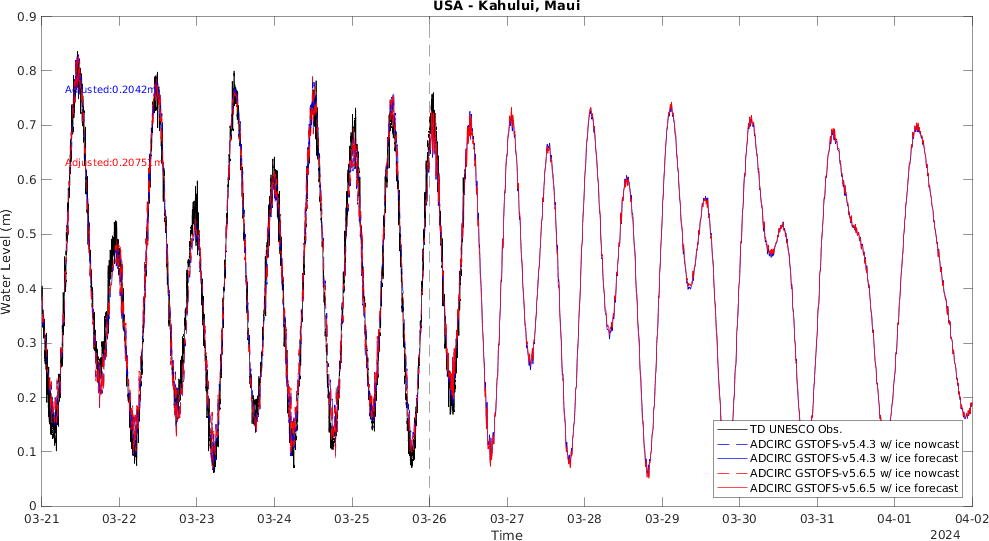 USA - Kahului, Maui
0.9
0.8
0.7
0.6
0.5
0.4
0.3
0.2
0.1
0
Water Level (m)
Adjusted:0.2042m
Adjusted:0.20751m
TD UNESCO Obs.
ADCIRC GSTOFS-v5.4.3 w/ ice nowcast
ADCIRC GSTOFS-v5.4.3 w/ ice forecast
ADCIRC GSTOFS-v5.6.5 w/ ice nowcast
ADCIRC GSTOFS-v5.6.5 w/ ice forecast
03-21 03-22 03-23 03-24 03-25 03-26 03-27 03-28 03-29 03-30 03-31 04-01 04-02
Time
2024